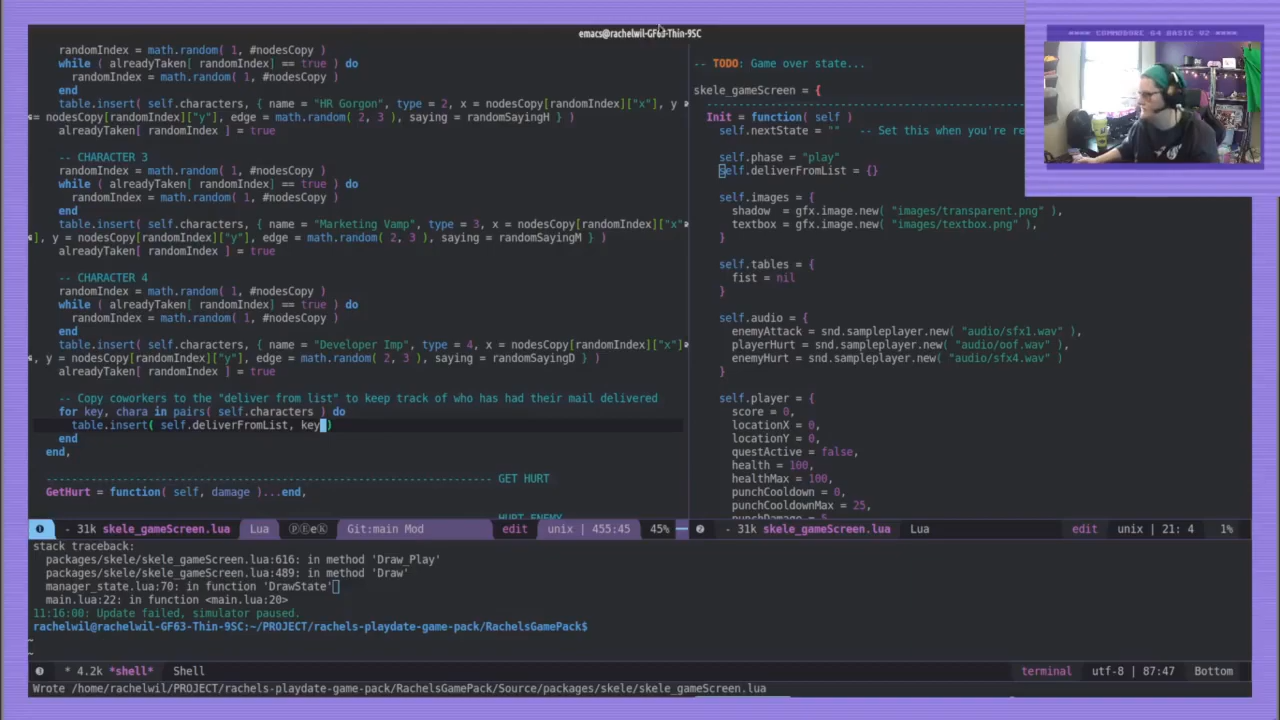 emacs@rachelwil-GF63-Thin-9SC
**** COMMODORE 64 BASIC V2 ****
randomIndex = math.random( 1, #nodesCopy )
while ( alreadyTaken[ randomIndex] == true ) do
randomIndex = math.random( 1, #nodesCopy )
end
table.insert( self.characters, { name = "HR Gorgon", type = 2, x = nodesCopy[randomIndex]["x"], y
= nodesCopy[randomIndex]["y"], edge = math.random( 2, 3 ), saying = randomSayingH } )
alreadyTaken[ randomIndex ] = true
-- CHARACTER 3
randomIndex = math.random( 1, #nodesCopy )
while ( alreadyTaken[ randomIndex] == true ) do
randomIndex = math.random( 1, #nodesCopy )
end
table.insert( self.characters, { name = "Marketing Vamp", type = 3, x = nodesCopy[randomIndex]["x"
], y = nodesCopy[randomIndex]["y"], edge = math.random( 2, 3 ), saying = randomSayingM } )
alreadyTaken[ randomIndex ] = true
-- CHARACTER 4
randomIndex = math.random( 1, #nodesCopy )
while ( alreadyTaken[ randomIndex] == true ) do
randomIndex = math.random( 1, #nodesCopy )
end
table.insert( self.characters, { name = "Developer Imp", type = 4, x = nodesCopy[randomIndex]["x"]
, y = nodesCopy[randomIndex]["y"], edge = math.random( 2, 3 ), saying = randomSayingD } )
alreadyTaken[ randomIndex ] = true
-- Copy coworkers to the "deliver from list" to keep track of who has had their mail delivered
for key, chara in pairs( self.characters ) do
table.insert( self.deliverFromList, key )
end
end,
---------------------------------------------------------------------- GET HURT
GetHurt = function( self, damage )...end,
HURT ENEMY
- 31k skele_gameScreen.lua Lua Git:main Mod edit unix | 455:45 45%
-- TODO: Game over state...
skele_gameScreen = {
Init = function( self )
self.nextState = "" -- Set this when you're re
self.phase = "play"
self.deliverFromList = {}
self.images = {
shadow = gfx.image.new( "images/transparent.png" ),
textbox = gfx.image.new( "images/textbox.png" ),
}
self.tables = {
fist = nil
}
self.audio = {
enemyAttack = snd.sampleplayer.new( "audio/sfx1.wav" ),
playerHurt = snd.sampleplayer.new( "audio/oof.wav" ),
enemyHurt = snd.sampleplayer.new( "audio/sfx4.wav" )
}
self.player = {
score = 0,
locationX = 0,
locationY = 0,
questActive = false,
health = 100,
healthMax = 100,
punchCooldown = 0,
punchCooldownMax = 25,
punchDamage = 5
- 31k skele_gameScreen.lua Lua edit unix | 21: 4 1%
stack traceback:
packages/skele/skele_gameScreen.lua:616: in method 'Draw_Play'
packages/skele/skele_gameScreen.lua:489: in method 'Draw'
manager_state.lua:70: in function 'DrawState'
main.lua:22: in function <main.lua:20>
11:16:00: Update failed, simulator paused.
rachelwil@rachelwil-GF63-Thin-9SC:~/PROJECT/rachels-playdate-game-pack/RachelsGamePack$
~
~
* 4.2k *shell* Shell terminal utf-8 | 87:47 Bottom
Wrote /home/rachelwil/PROJECT/rachels-playdate-game-pack/RachelsGamePack/Source/packages/skele/skele_gameScreen.lua